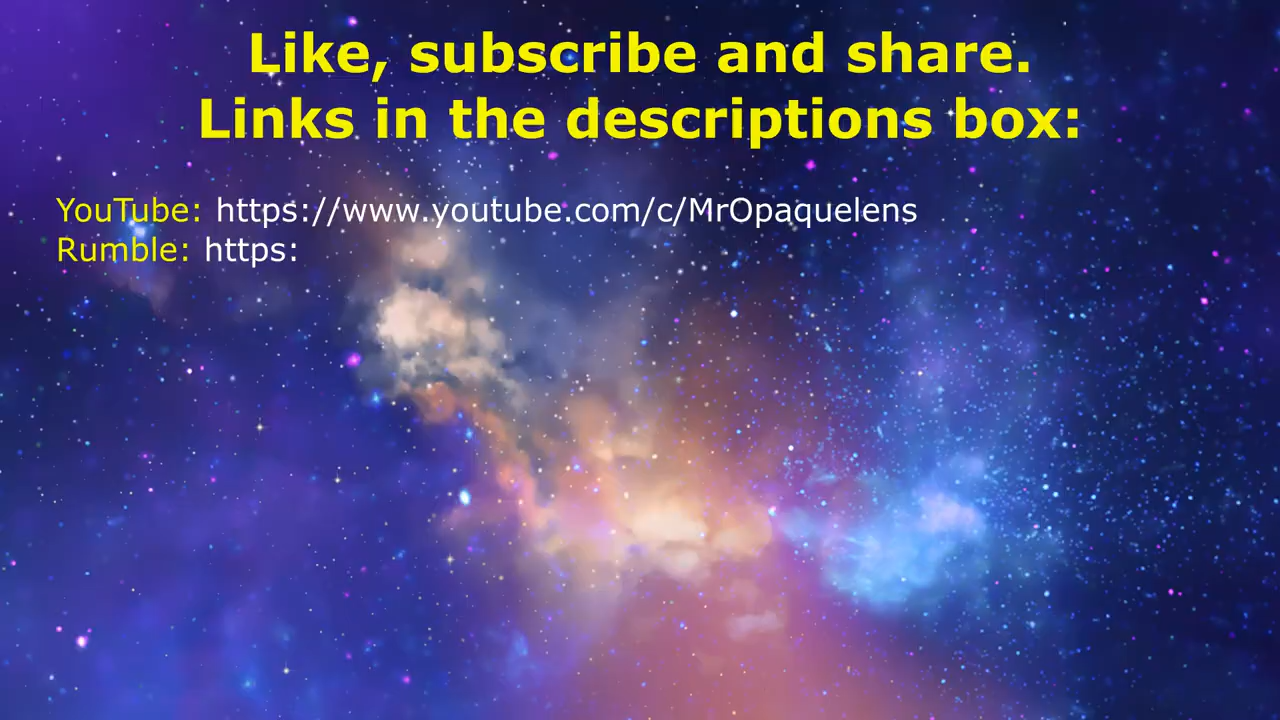 Like, subscribe and share.
Links in the descriptions box:
YouTube: https://www.youtube.com/c/MrOpaquelens
Rumble: https: